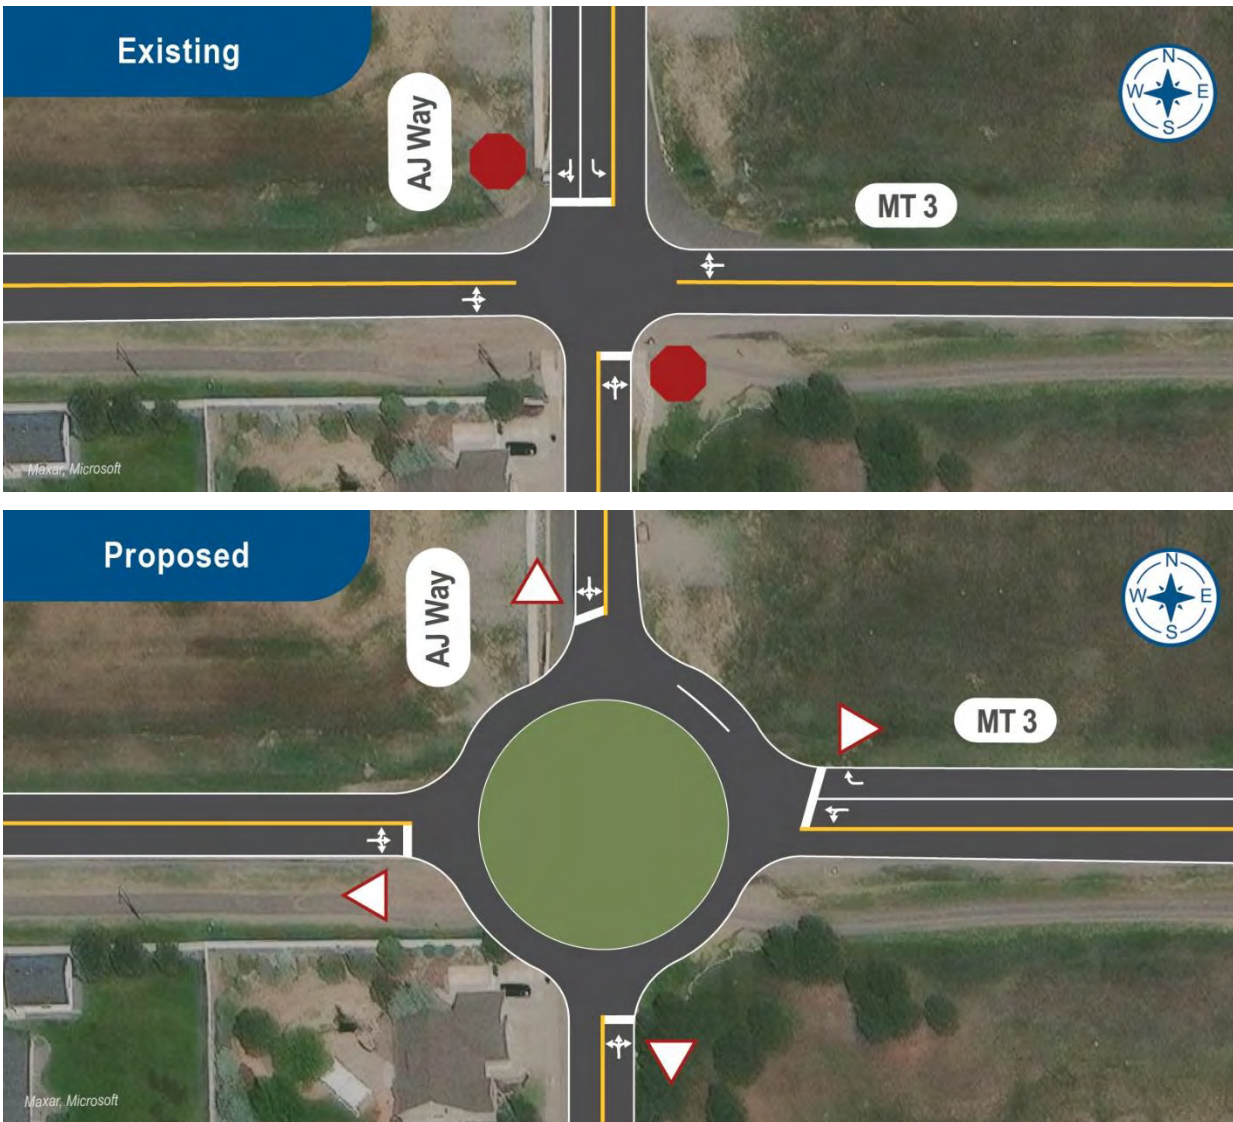 Existing
AJ Way
N
W E
S
MT 3
Maxar, Microsoft
Proposed
AJ Way
N
W E
S
MT 3
Maxar, Microsoft